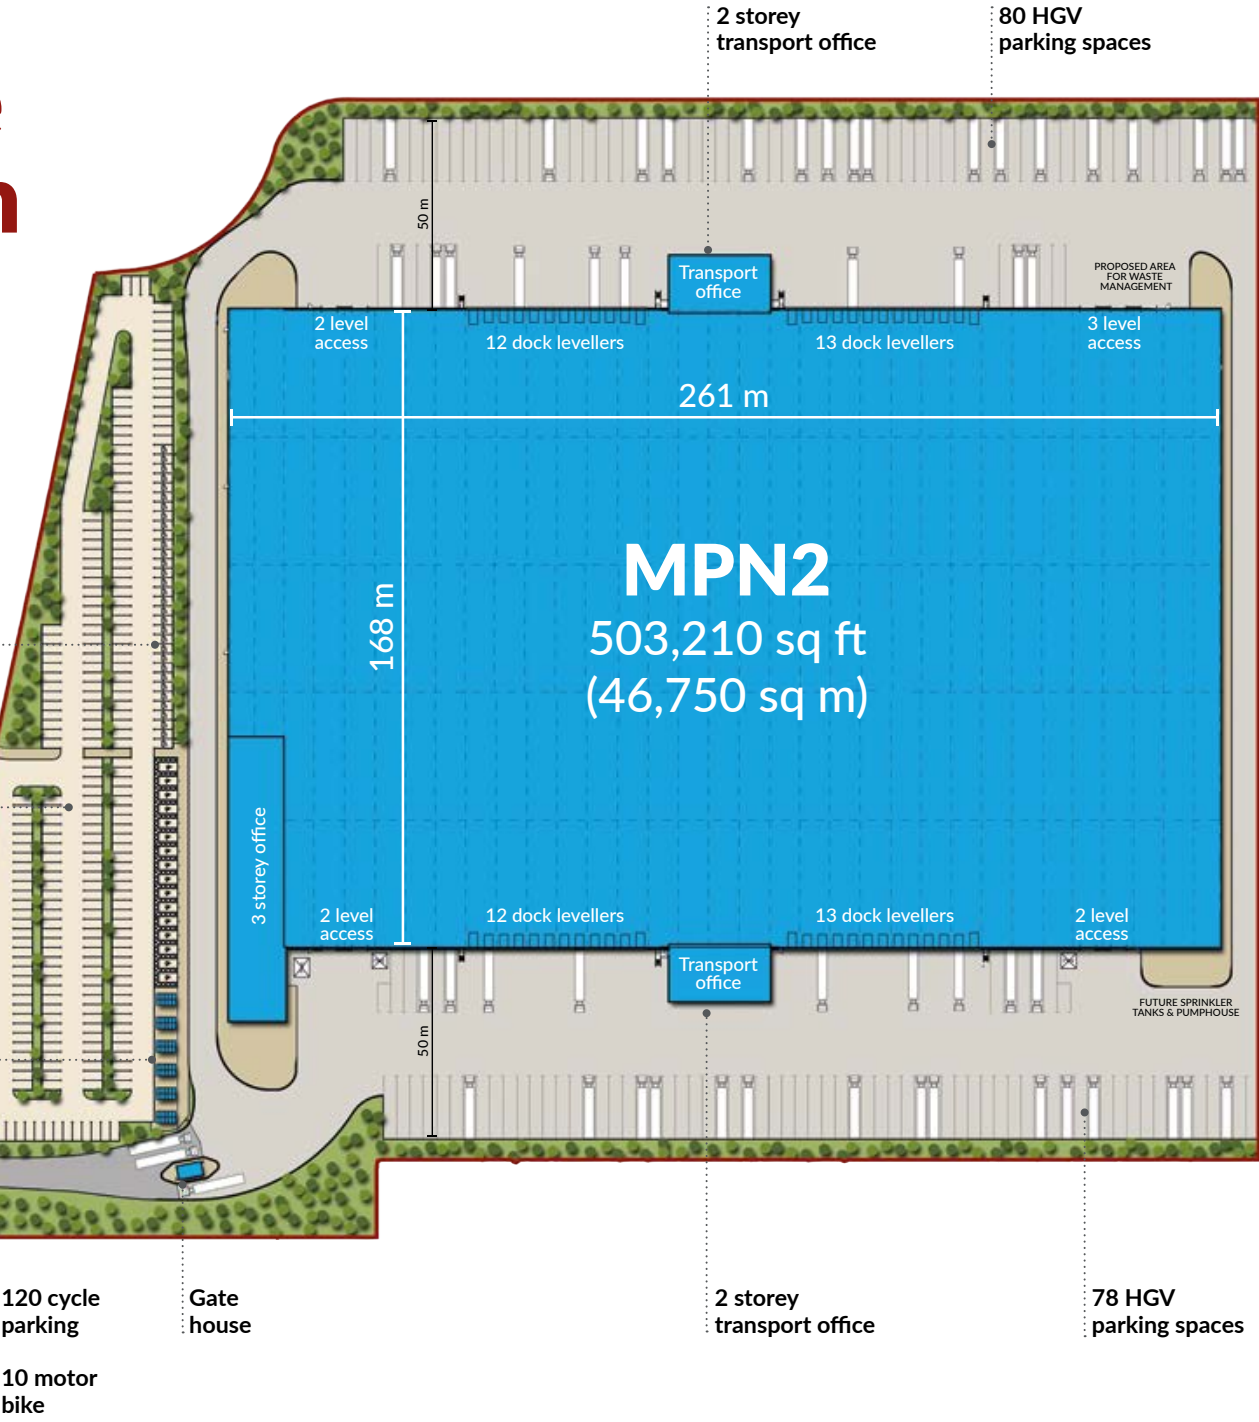 2 storey
transport office
80 HGV
parking spaces
e
n
50 m
Transport
office
PROPOSED AREA
FOR WASTE
MANAGEMENT
2 level
access
12 dock levellers
13 dock levellers
3 level
access
261 m
168 m
MPN2
503,210 sq ft
(46,750 sq m)
3 storey office
2 level
access
12 dock levellers
13 dock levellers
2 level
access
Transport
office
FUTURE SPRINKLER
TANKS & PUMPHOUSE
50 m
120 cycle
parking
Gate
house
2 storey
transport office
78 HGV
parking spaces
10 motor
bike